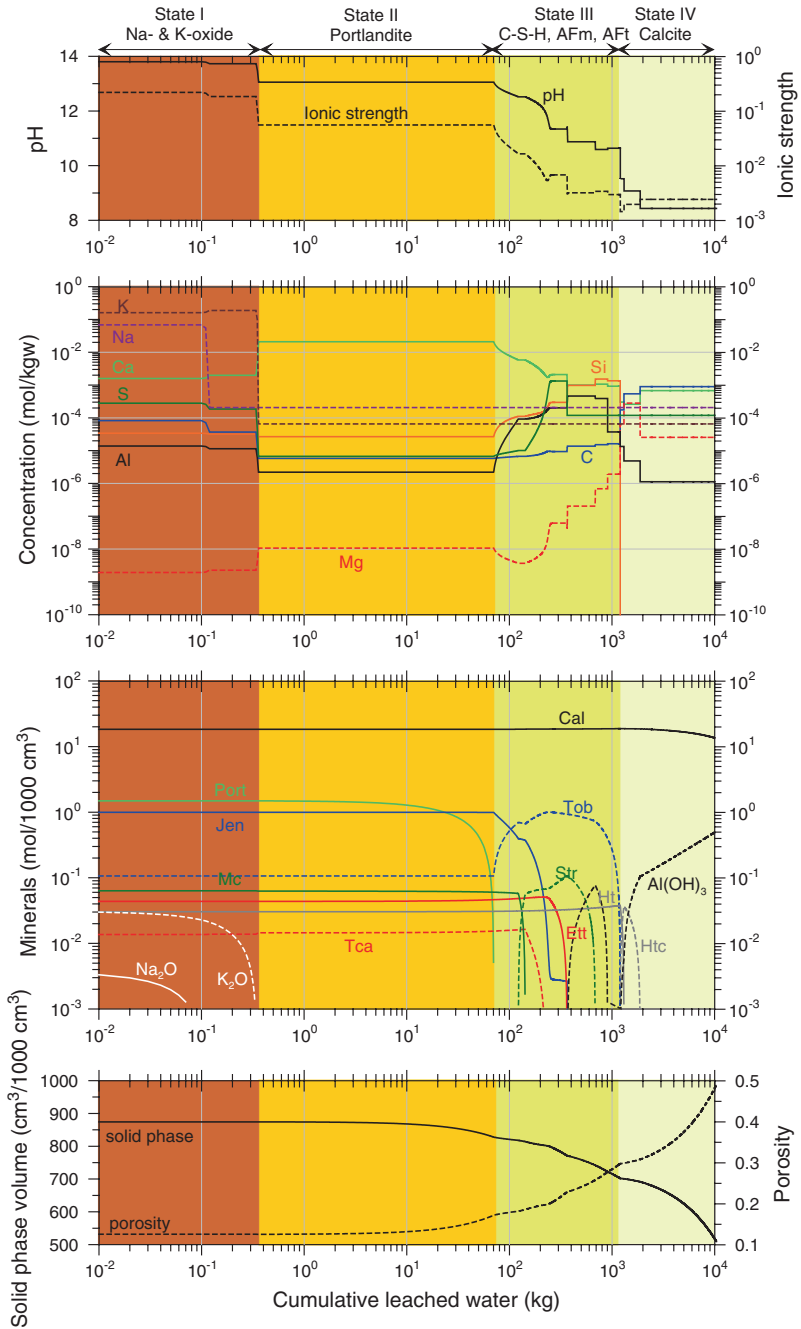 State I
Na- & K-oxide
State II
Portlandite
State III
C-S-H, AFm, AFt
State IV
Calcite
14
12
10
8
pH
10⁰
10⁻¹
10⁻²
10⁻³
Ionic strength
pH
Ionic strength
10⁻² 10⁻¹ 10⁰ 10¹ 10² 10³ 10⁴
10⁰
10⁻²
10⁻⁴
10⁻⁶
10⁻⁸
10⁻¹⁰
Concentration (mol/kgw)
K
Na
Ca
S
Al
Mg
Si
C
10⁰
10⁻²
10⁻⁴
10⁻⁶
10⁻⁸
10⁻¹⁰
10⁻² 10⁻¹ 10⁰ 10¹ 10² 10³ 10⁴
10²
10¹
10⁰
10⁻¹
10⁻²
10⁻³
Minerals (mol/1000 cm³)
Cal
Port
Jen
Tob
Mc
Str
Al(OH)₃
Ht
Tca
Ett
Htc
Na₂O
K₂O
10²
10¹
10⁰
10⁻¹
10⁻²
10⁻³
10⁻² 10⁻¹ 10⁰ 10¹ 10² 10³ 10⁴
1000
900
800
700
600
500
Solid phase volume (cm³/1000 cm³)
solid phase
porosity
0.5
0.4
0.3
0.2
0.1
Porosity
10⁻² 10⁻¹ 10⁰ 10¹ 10² 10³ 10⁴
Cumulative leached water (kg)